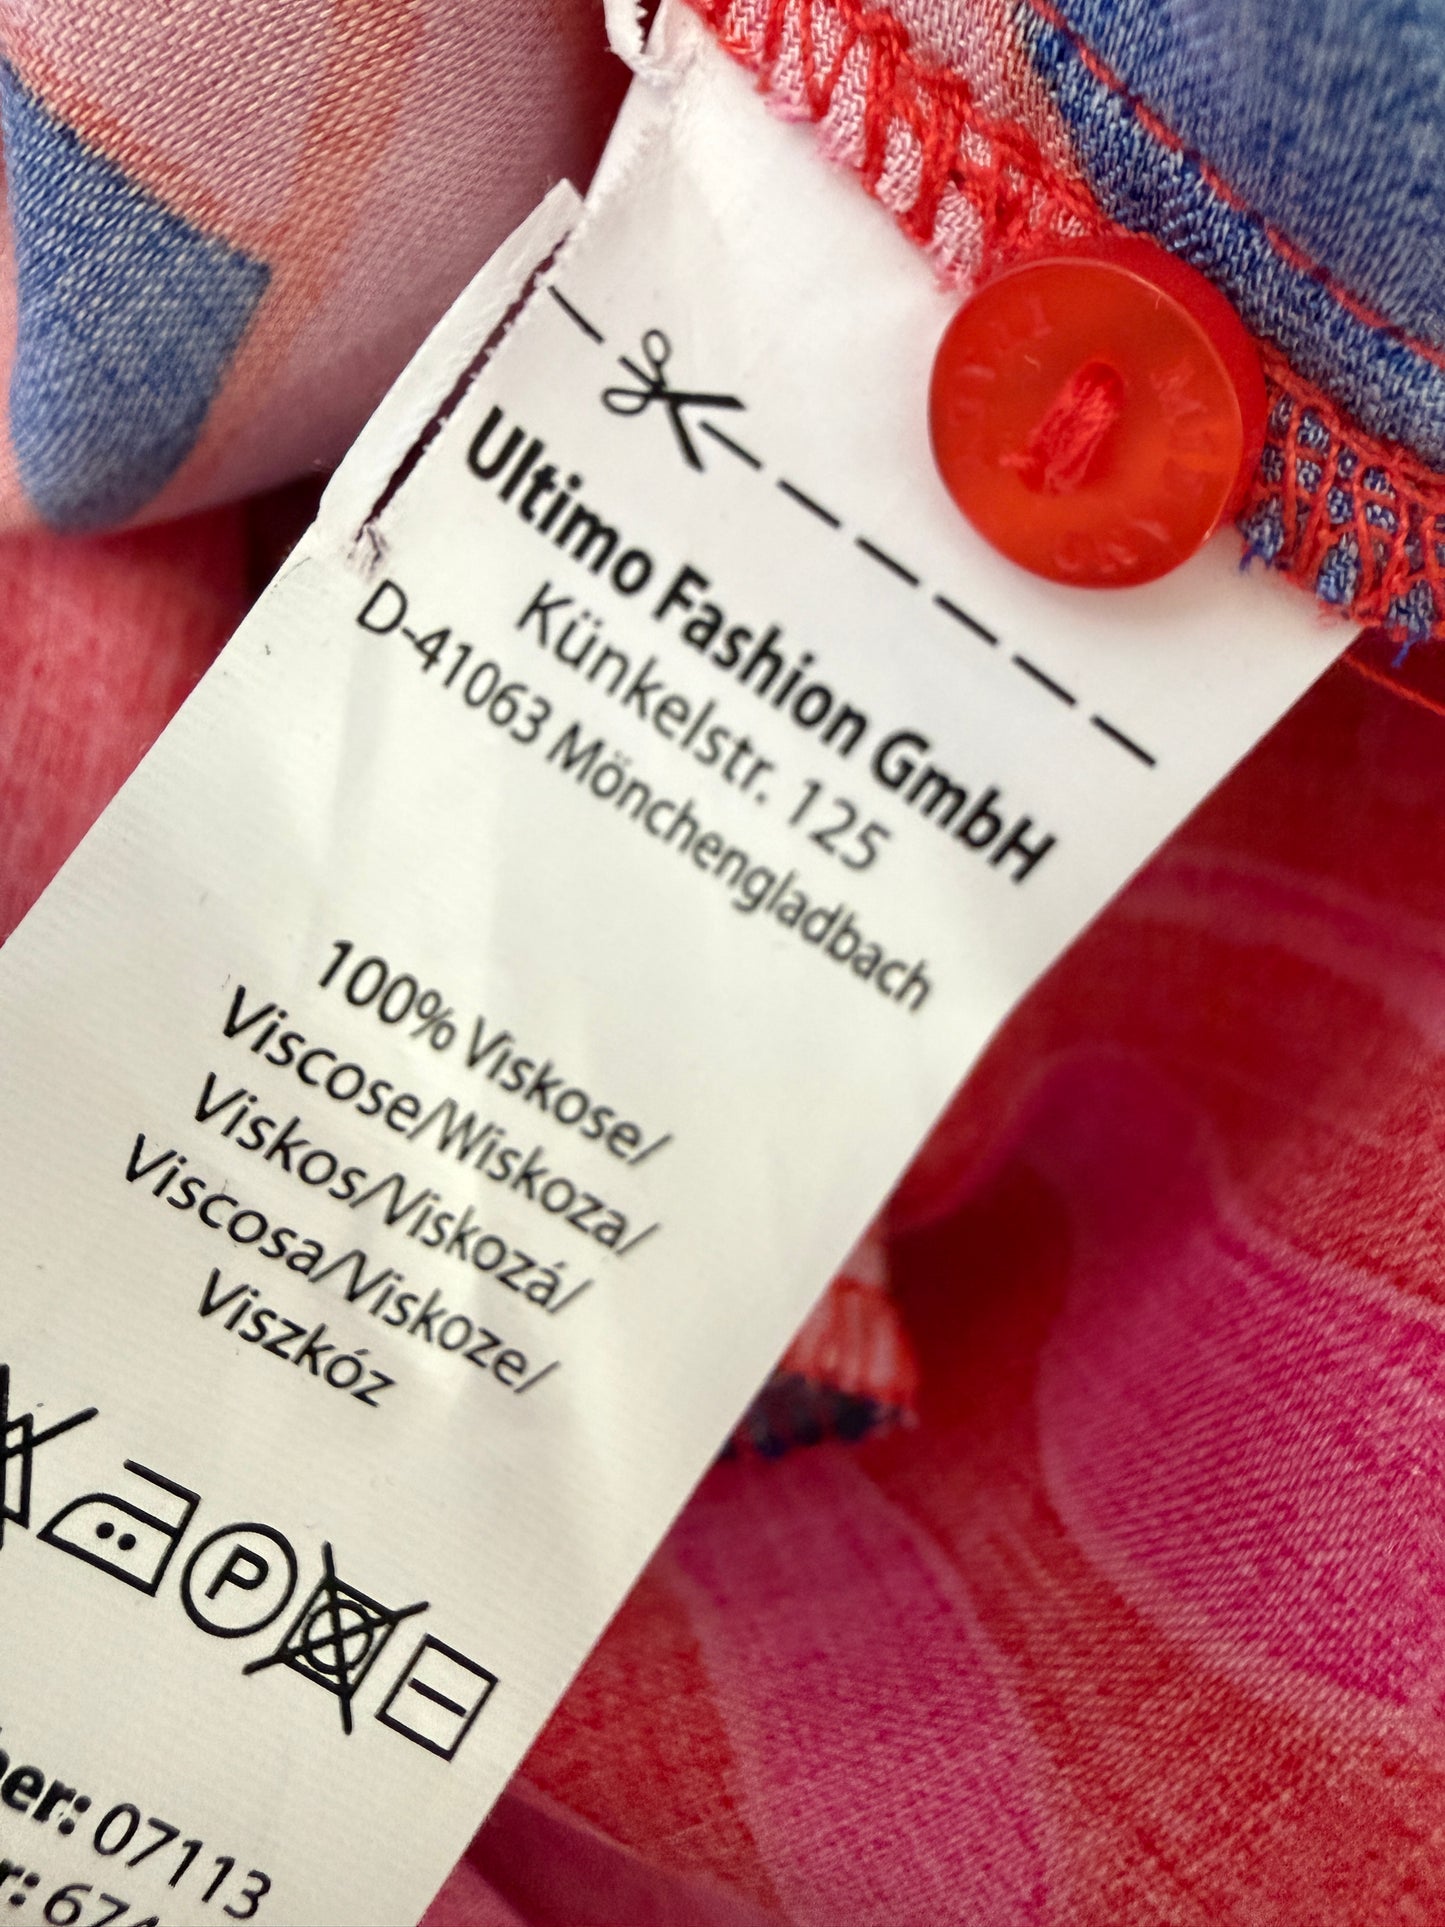 Ultimo Fashion GmbH
Künkelstr. 125
D-41063 Mönchengladbach
100% Viskose/
Viscose/Wiskoza/
Viskos/Viskozá/
Viscosa/Viskoze/
Viszkóz
P
07113